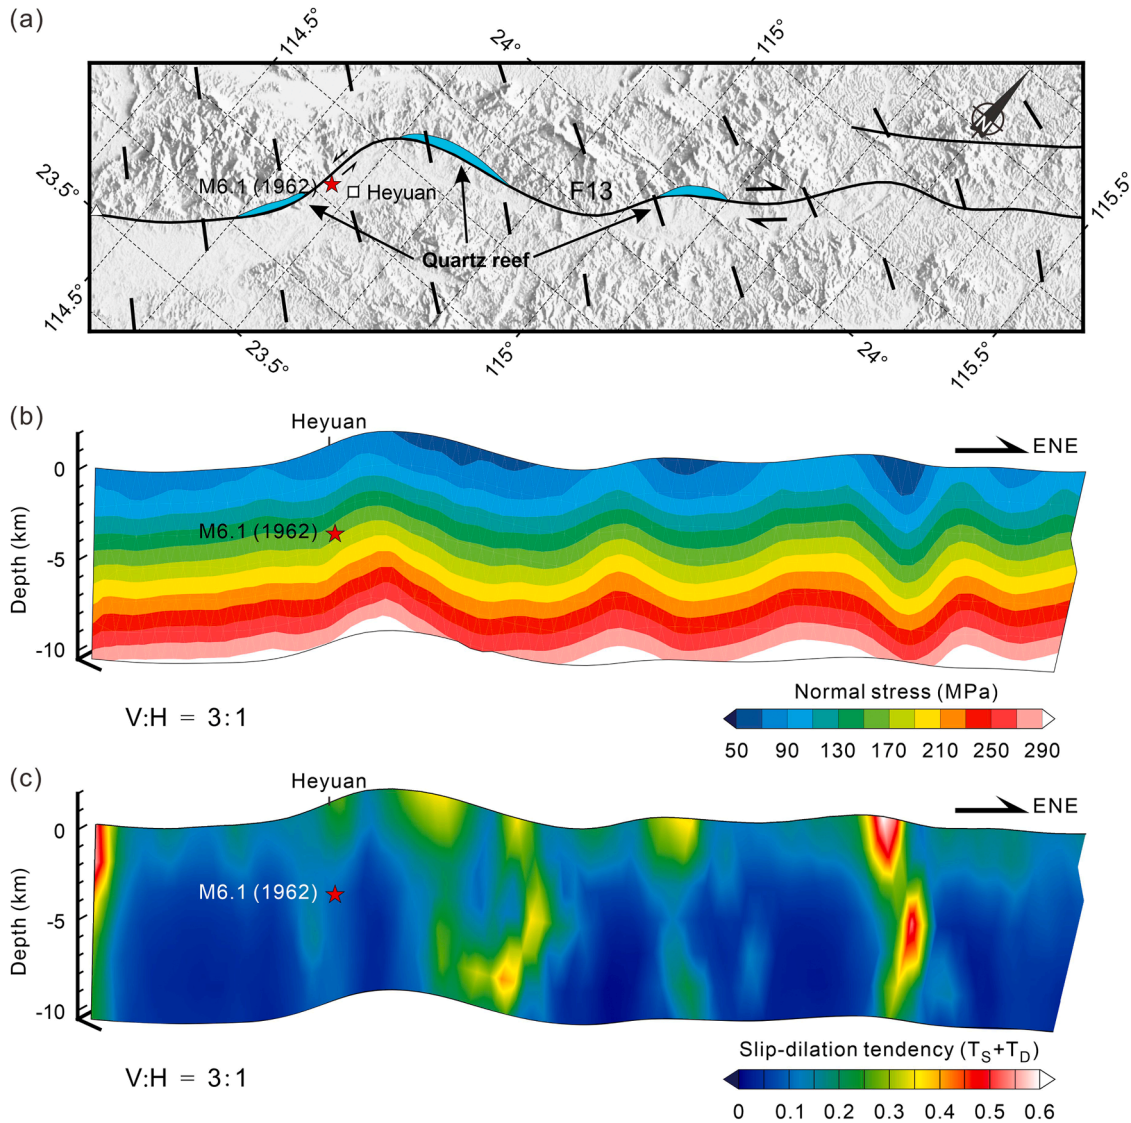 (a)
114.5°
24°
115°
23.5°
M6.1 (1962)
Heyuan
F13
N
Quartz reef
115.5°
114.5°
23.5°
115°
24°
115.5°
(b)
Heyuan
ENE
0
M6.1 (1962)
-5
Depth (km)
-10
V:H = 3:1
Normal stress (MPa)
50 90 130 170 210 250 290
(c)
Heyuan
ENE
0
M6.1 (1962)
-5
Depth (km)
-10
V:H = 3:1
Slip-dilation tendency (TS+TD)
0 0.1 0.2 0.3 0.4 0.5 0.6